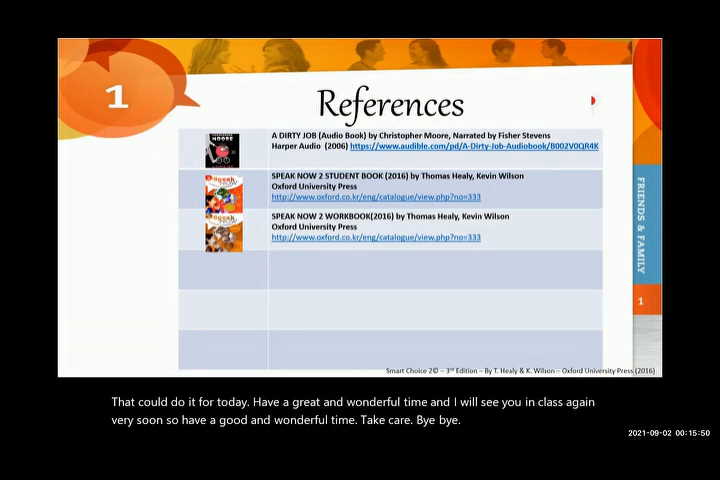 1
References
A DIRTY JOB (Audio Book) by Christopher Moore, Narrated by Fisher Stevens
Harper Audio (2006) https://www.audible.com/pd/A-Dirty-Job-Audiobook/B002V0QR4K
SPEAK NOW 2 STUDENT BOOK (2016) by Thomas Healy, Kevin Wilson
Oxford University Press
http://www.oxford.co.kr/eng/catalogue/view.php?no=333
SPEAK NOW 2 WORKBOOK(2016) by Thomas Healy, Kevin Wilson
Oxford University Press
http://www.oxford.co.kr/eng/catalogue/view.php?no=333
MOORE
Speak
FRIENDS & FAMILY
1
Smart Choice 2© – 3rd Edition – By T. Healy & K. Wilson – Oxford University Press (2016)
That could do it for today. Have a great and wonderful time and I will see you in class again
very soon so have a good and wonderful time. Take care. Bye bye.
2021-09-02 00:15:50